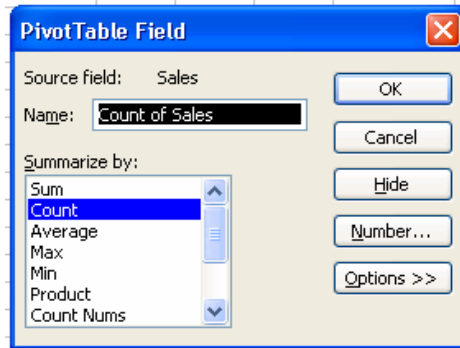 PivotTable Field
Source field: Sales
Name: Count of Sales
Summarize by:
Sum
Count
Average
Max
Min
Product
Count Nums
OK
Cancel
Hide
Number...
Options >>